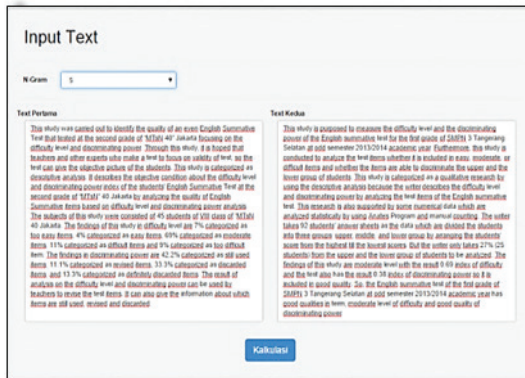 Input Text
N-Gram
5
Text Pertama
This study was carried out to identify the quality of an even English Summative
Test that tested at the second grade of "MTsN 40" Jakarta focusing on the
difficulty level and discriminating power. Through this study, it is hoped that
teachers and other experts who make a test to focus on validity of test, so the
test can give the objective picture of the students. This study is categorized as
descriptive analysis. It describes the objective condition about the difficulty level
and discriminating power index of the students' English Summative Test at the
second grade of "MTsN" 40 Jakarta by analyzing the quality of English
Summative Items based on difficulty level and discriminating power analysis.
The subjects of this study were consisted of 45 students of VIII class of "MTsN
40 Jakarta. The findings of this study in difficulty level are 7% categorized as
too easy items, 4% categorized as easy items, 69% categorized as moderate
items, 11% categorized as difficult items and 9% categorized as too difficult
item. The findings in discriminating power are 42.2% categorized as still used
items, 11.1% categorized as revised items, 33.3% categorized as discarded
items, and 13.3% categorized as definitely discarded items. The result of
analysis on the difficulty level and discriminating power can be used by
teachers to revise the test items. It can also give the information about which
items are still used, revised and discarded.
Text Kedua
This study is purposed to measure the difficulty level and the discriminating
power of the English summative test for the first grade of SMPN 3 Tangerang
Selatan at odd semester 2013/2014 academic year. Furthermore, this study is
conducted to analyze the test items whether it is included in easy, moderate, or
difficult items and whether the items are able to discriminate the upper and the
lower group of students. This study is categorized as a qualitative research by
using the descriptive analysis because the writer describes the difficulty level
and discriminating power by analyzing the test items of the English summative
test. This research is also supported by some numerical data which are
analyzed statistically by using Anates Program and manual counting. The writer
takes 92 students' answer sheets as the data which are divided the students
into three groups upper, middle, and lower group by arranging the students'
score from the highest till the lowest scores. But the writer only takes 27% (25
students) from the upper and the lower group of students to be analyzed. The
findings of this study are moderate level with the result 0.69 index of difficulty
and the test also has the result 0.38 index of discriminating power so it is
included in good quality. So, the English summative test of the first grade of
SMPN 3 Tangerang Selatan at odd semester 2013/2014 academic year has
good qualities in term; moderate level of difficulty and good quality of
discriminating power
Kalkulasi